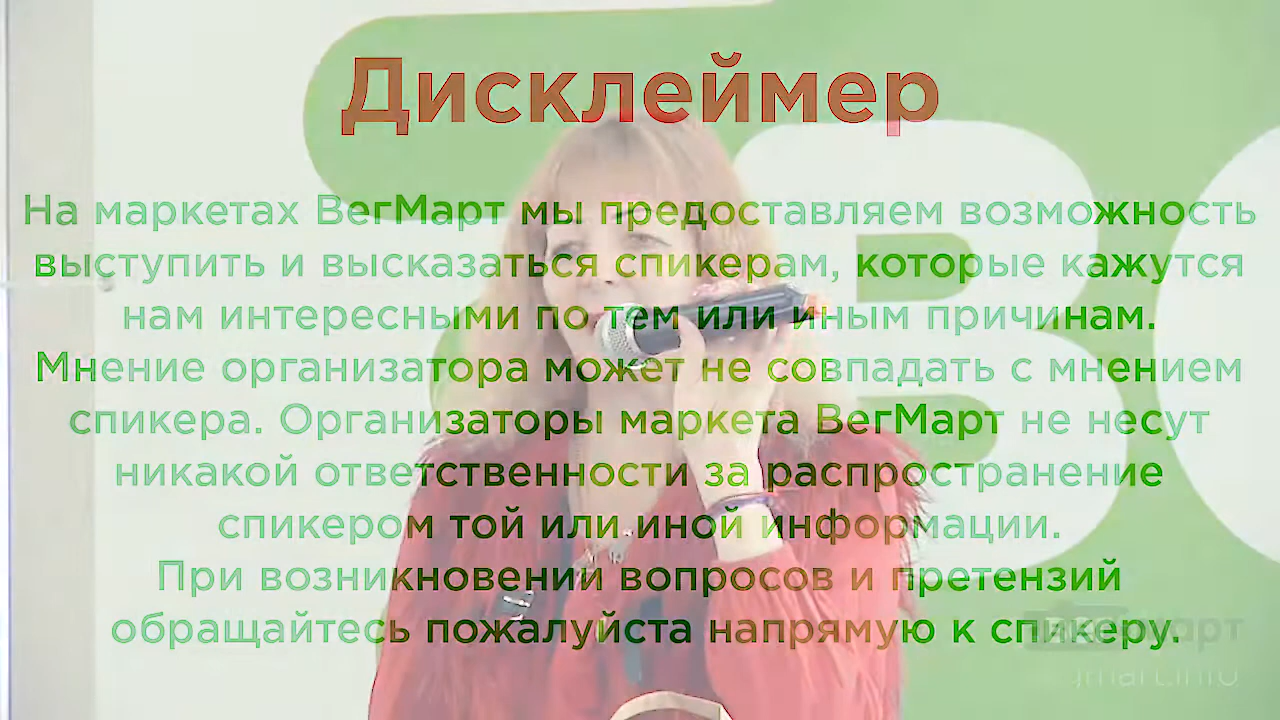 Дисклеймер
На маркетах ВегМарт мы предоставляем возможность
выступить и высказаться спикерам, которые кажутся
нам интересными по тем или иным причинам.
Мнение организатора может не совпадать с мнением
спикера. Организаторы маркета ВегМарт не несут
никакой ответственности за распространение
спикером той или иной информации.
При возникновении вопросов и претензий
обращайтесь пожалуйста напрямую к спикеру.